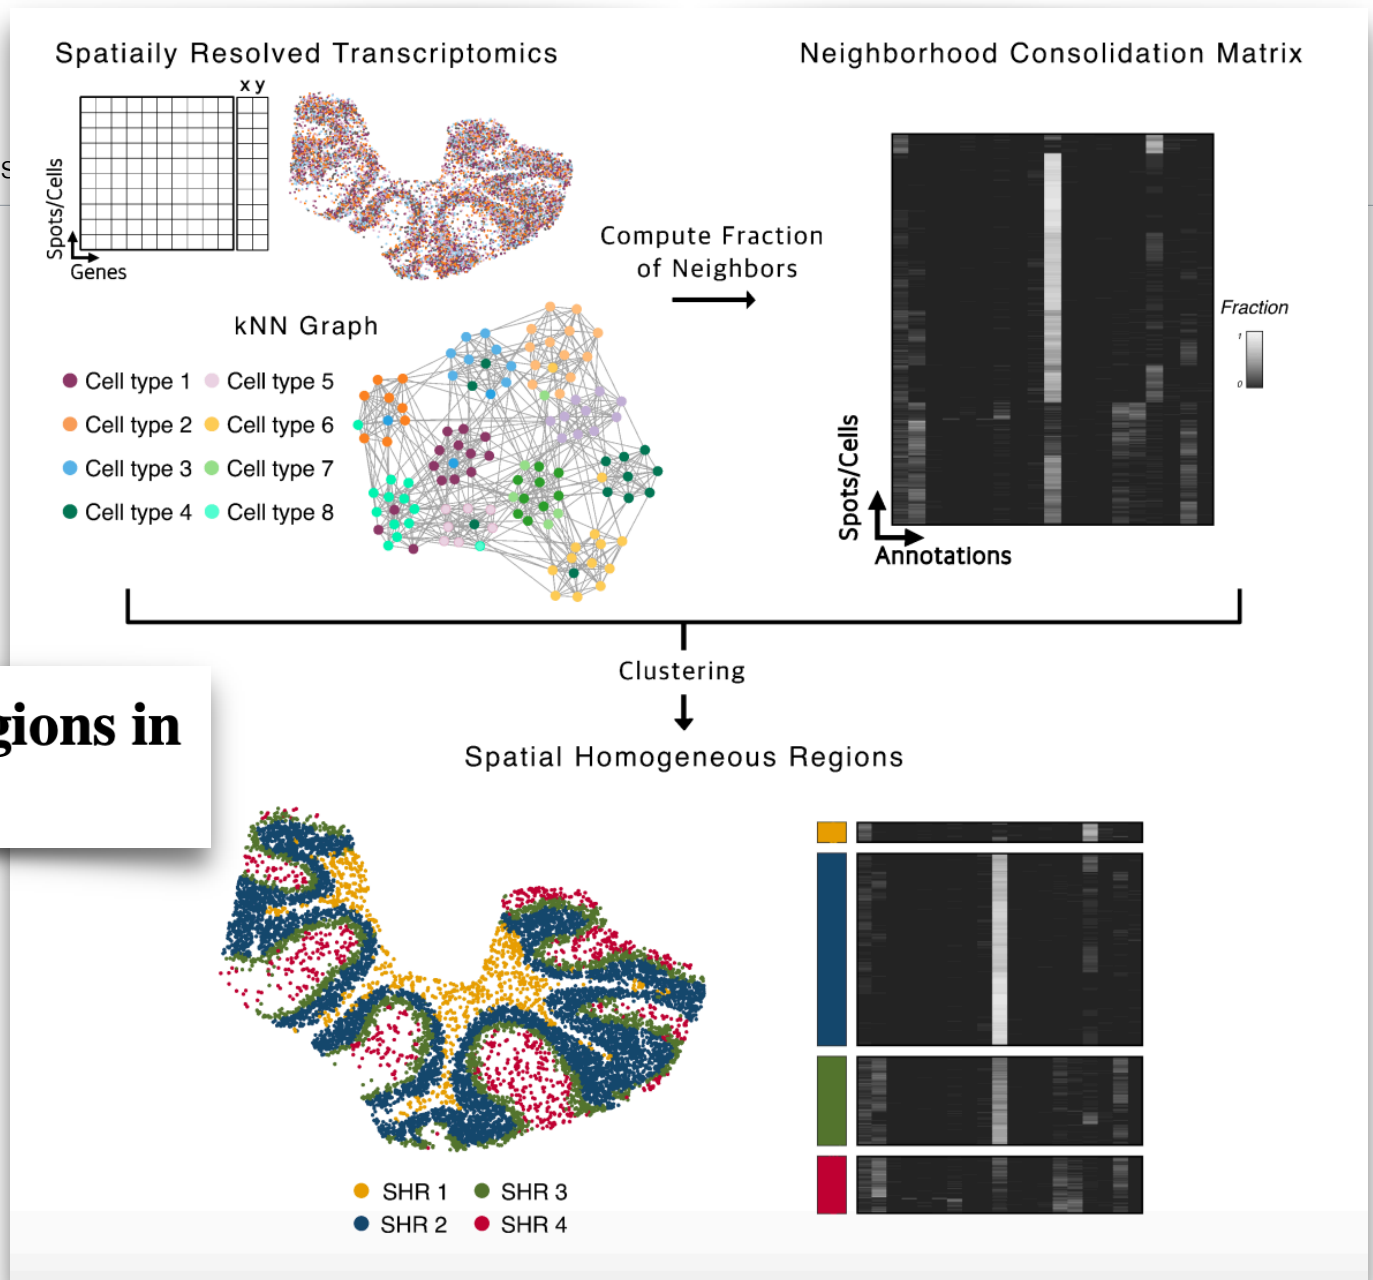 Spatiaily Resolved Transcriptomics
x y
Spots/Cells
Genes
kNN Graph
Cell type 1
Cell type 5
Cell type 2
Cell type 6
Cell type 3
Cell type 7
Cell type 4
Cell type 8
Compute Fraction
of Neighbors
Neighborhood Consolidation Matrix
Fraction
1
0
Spots/Cells
Annotations
Clustering
gions in
Spatial Homogeneous Regions
SHR 1
SHR 3
SHR 2
SHR 4